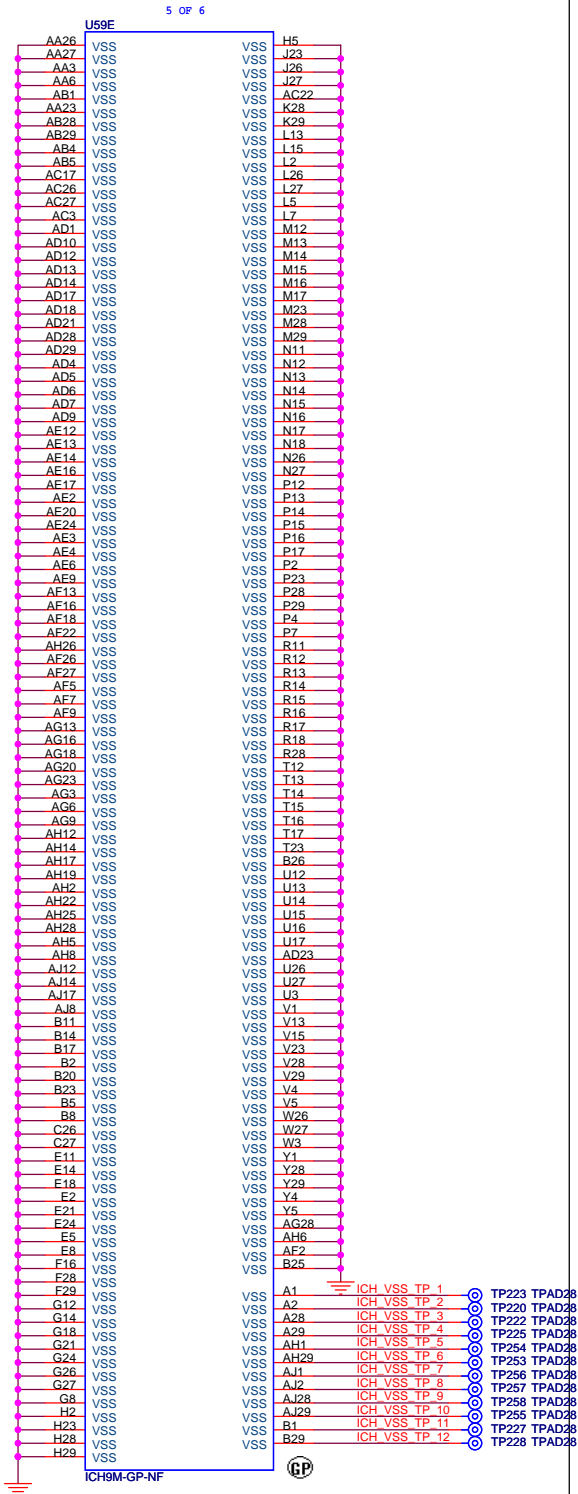 5 OF 6
U59E
AA26 VSS VSS H5
AA27 VSS VSS J23
AA3 VSS VSS J26
AA6 VSS VSS J27
AB1 VSS VSS AC22
AA23 VSS VSS K28
AB28 VSS VSS K29
AB29 VSS VSS L13
AB4 VSS VSS L15
AB5 VSS VSS L2
AC17 VSS VSS L26
AC26 VSS VSS L27
AC27 VSS VSS L5
AC3 VSS VSS L7
AD1 VSS VSS M12
AD10 VSS VSS M13
AD12 VSS VSS M14
AD13 VSS VSS M15
AD14 VSS VSS M16
AD17 VSS VSS M17
AD18 VSS VSS M23
AD21 VSS VSS M28
AD28 VSS VSS M29
AD29 VSS VSS N11
AD4 VSS VSS N12
AD5 VSS VSS N13
AD6 VSS VSS N14
AD7 VSS VSS N15
AD9 VSS VSS N16
AE12 VSS VSS N17
AE13 VSS VSS N18
AE14 VSS VSS N26
AE16 VSS VSS N27
AE17 VSS VSS P12
AE2 VSS VSS P13
AE20 VSS VSS P14
AE24 VSS VSS P15
AE3 VSS VSS P16
AE4 VSS VSS P17
AE6 VSS VSS P2
AE9 VSS VSS P23
AF13 VSS VSS P28
AF16 VSS VSS P29
AF18 VSS VSS P4
AF22 VSS VSS P7
AH26 VSS VSS R11
AF26 VSS VSS R12
AF27 VSS VSS R13
AF5 VSS VSS R14
AF7 VSS VSS R15
AF9 VSS VSS R16
AG13 VSS VSS R17
AG16 VSS VSS R18
AG18 VSS VSS R28
AG20 VSS VSS T12
AG23 VSS VSS T13
AG3 VSS VSS T14
AG6 VSS VSS T15
AG9 VSS VSS T16
AH12 VSS VSS T17
AH14 VSS VSS T23
AH17 VSS VSS B26
AH19 VSS VSS U12
AH2 VSS VSS U13
AH22 VSS VSS U14
AH25 VSS VSS U15
AH28 VSS VSS U16
AH5 VSS VSS U17
AH8 VSS VSS AD23
AJ12 VSS VSS U26
AJ14 VSS VSS U27
AJ17 VSS VSS U3
AJ8 VSS VSS V1
B11 VSS VSS V13
B14 VSS VSS V15
B17 VSS VSS V23
B2 VSS VSS V28
B20 VSS VSS V29
B23 VSS VSS V4
B5 VSS VSS V5
B8 VSS VSS W26
C26 VSS VSS W27
C27 VSS VSS W3
E11 VSS VSS Y1
E14 VSS VSS Y28
E18 VSS VSS Y29
E2 VSS VSS Y4
E21 VSS VSS Y5
E24 VSS VSS AG28
E5 VSS VSS AH6
E8 VSS VSS AF2
F16 VSS VSS B25
F28 VSS
F29 VSS VSS A1 ICH_VSS_TP_1 TP223 TPAD28
G12 VSS VSS A2 ICH_VSS_TP_2 TP220 TPAD28
G14 VSS VSS A28 ICH_VSS_TP_3 TP222 TPAD28
G18 VSS VSS A29 ICH_VSS_TP_4 TP225 TPAD28
G21 VSS VSS AH1 ICH_VSS_TP_5 TP254 TPAD28
G24 VSS VSS AH29 ICH_VSS_TP_6 TP253 TPAD28
G26 VSS VSS AJ1 ICH_VSS_TP_7 TP256 TPAD28
G27 VSS VSS AJ2 ICH_VSS_TP_8 TP257 TPAD28
G8 VSS VSS AJ28 ICH_VSS_TP_9 TP258 TPAD28
H2 VSS VSS AJ29 ICH_VSS_TP_10 TP255 TPAD28
H23 VSS VSS B1 ICH_VSS_TP_11 TP227 TPAD28
H28 VSS VSS B29 ICH_VSS_TP_12 TP228 TPAD28
H29 VSS
ICH9M-GP-NF
GP